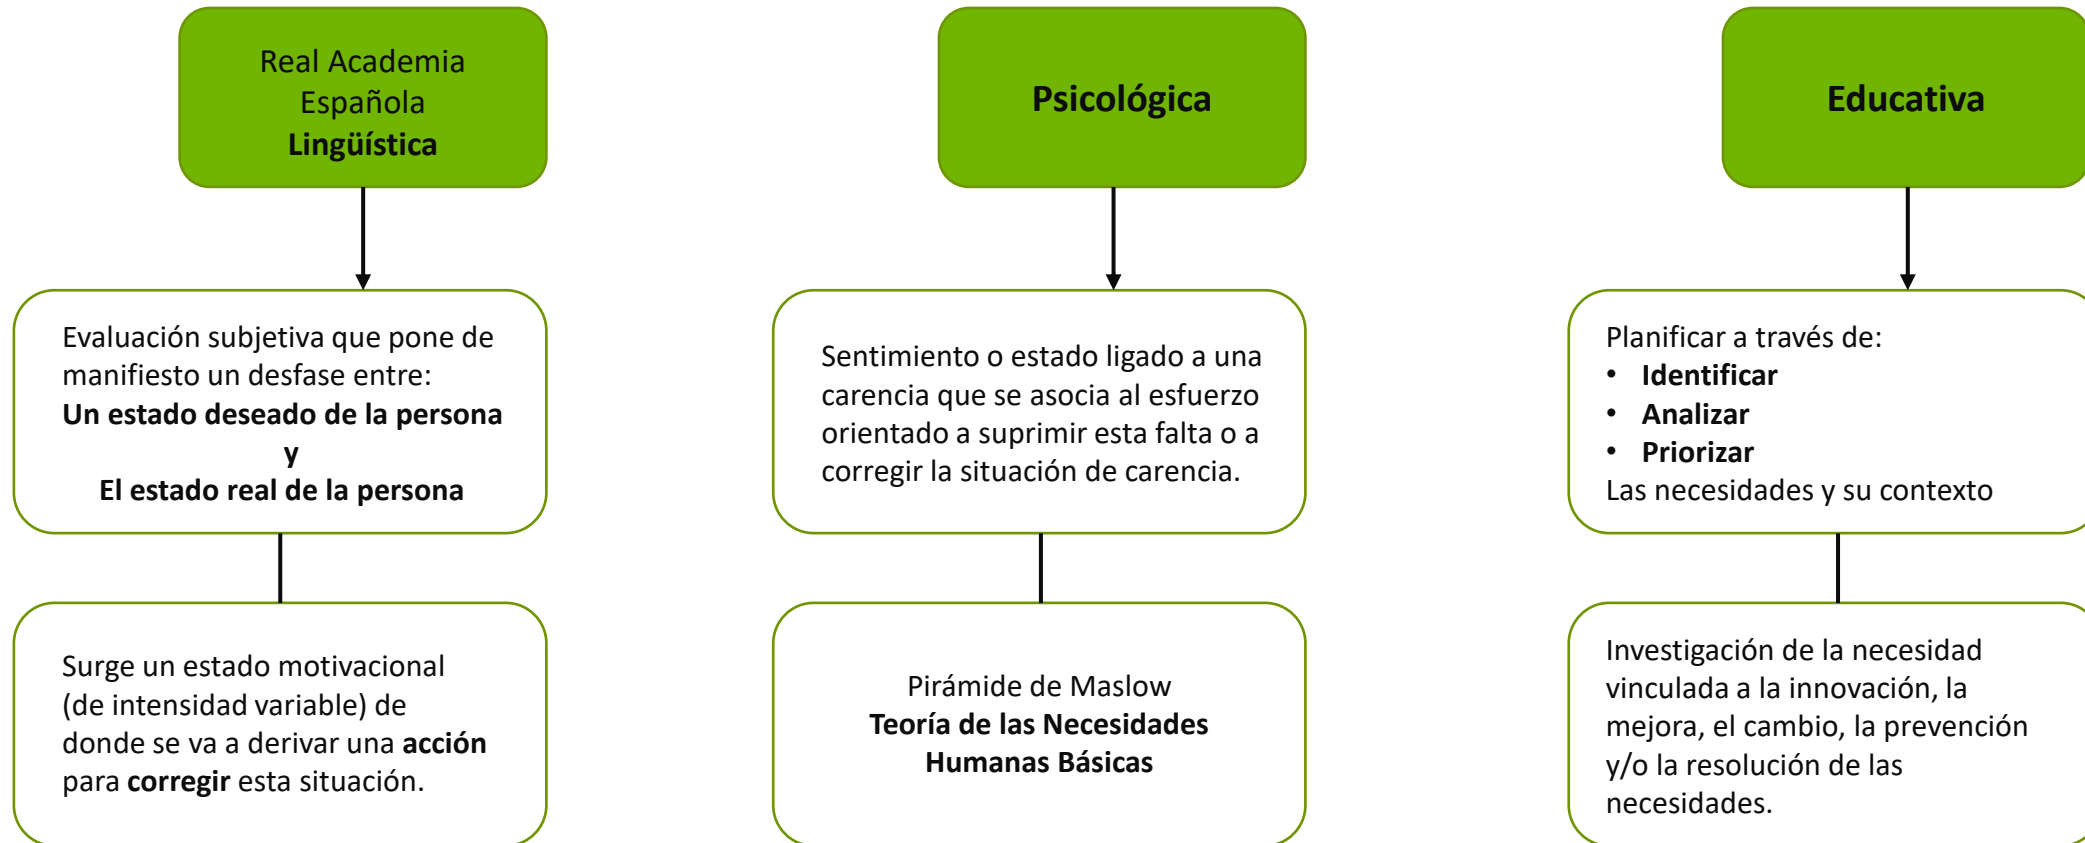 Real Academia
Española
Lingüística
Evaluación subjetiva que pone de
manifiesto un desfase entre:
Un estado deseado de la persona
y
El estado real de la persona
Surge un estado motivacional
(de intensidad variable) de
donde se va a derivar una acción
para corregir esta situación.
Psicológica
Sentimiento o estado ligado a una
carencia que se asocia al esfuerzo
orientado a suprimir esta falta o a
corregir la situación de carencia.
Pirámide de Maslow
Teoría de las Necesidades
Humanas Básicas
Educativa
Planificar a través de:
• Identificar
• Analizar
• Priorizar
Las necesidades y su contexto
Investigación de la necesidad
vinculada a la innovación, la
mejora, el cambio, la prevención
y/o la resolución de las
necesidades.